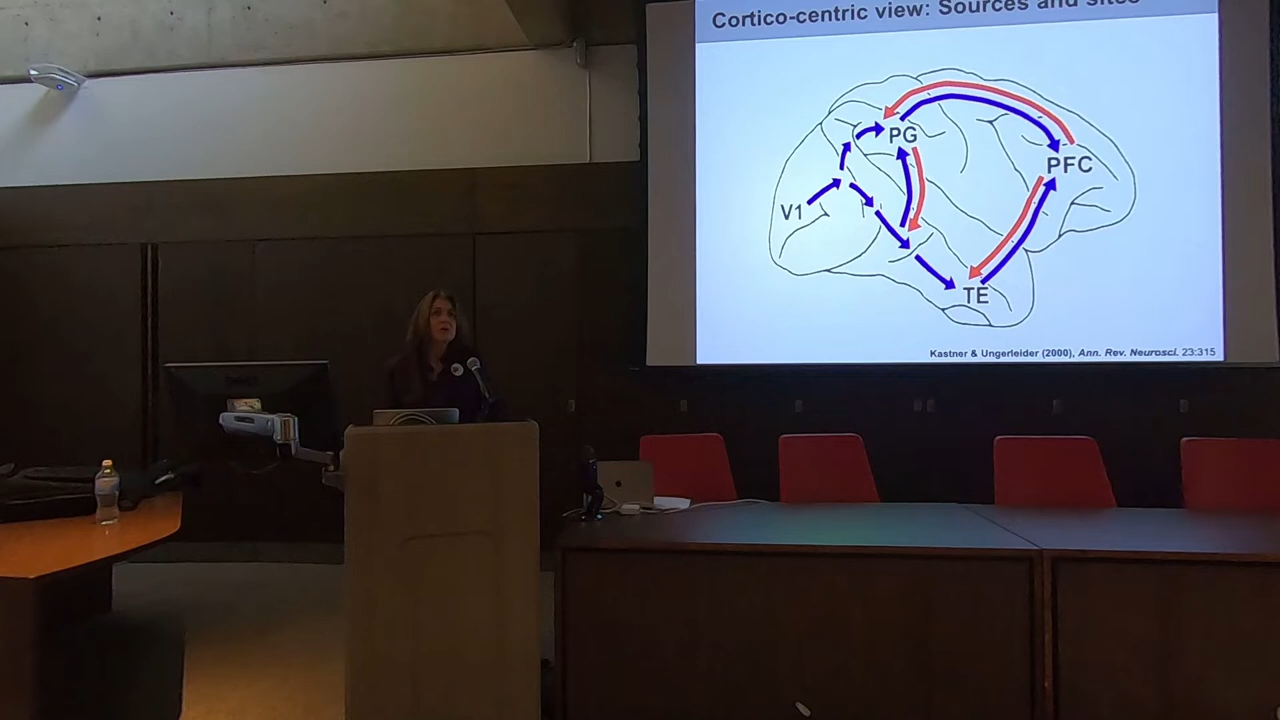 Cortico-centric view: Sources and sites
PG
PFC
V1
TE
Kastner & Ungerleider (2000), Ann. Rev. Neurosci. 23:315